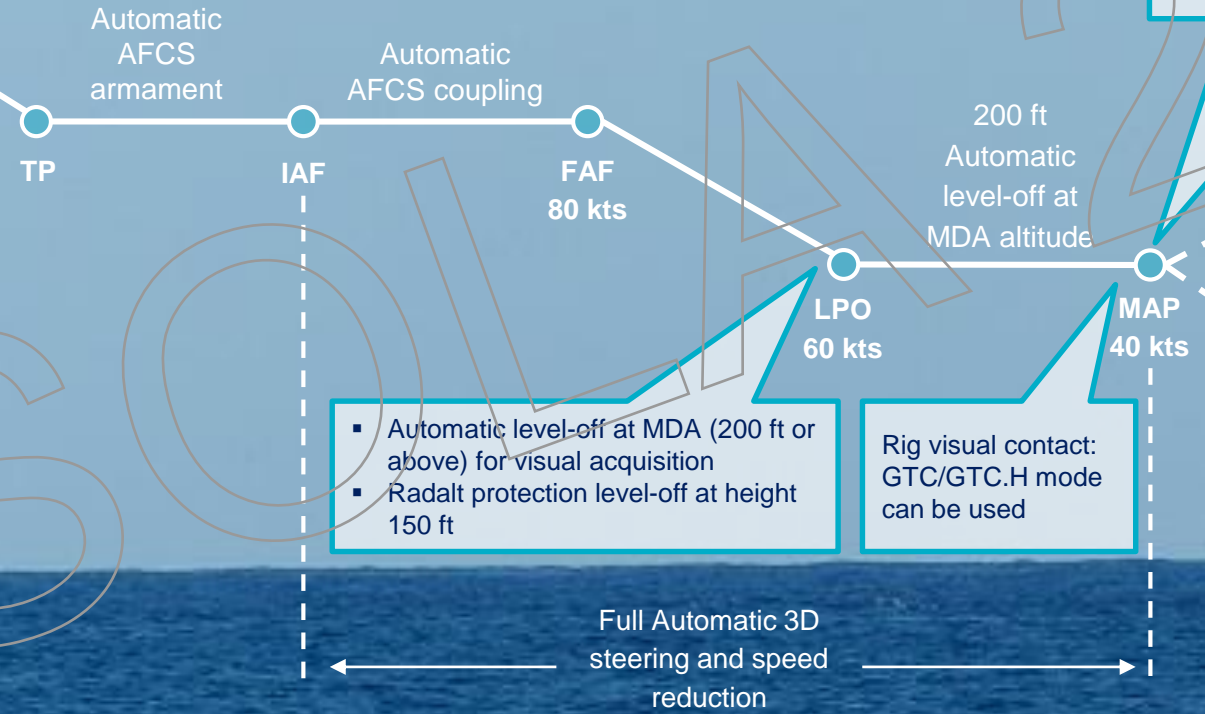 Automatic
AFCS
armament
Automatic
AFCS coupling
200 ft
Automatic
level-off at
MDA altitude
TP
IAF
FAF
80 kts
LPO
60 kts
MAP
40 kts
▪ Automatic level-off at MDA (200 ft or
above) for visual acquisition
▪ Radalt protection level-off at height
150 ft
Rig visual contact:
GTC/GTC.H mode
can be used
Full Automatic 3D
steering and speed
reduction
SOLA 2